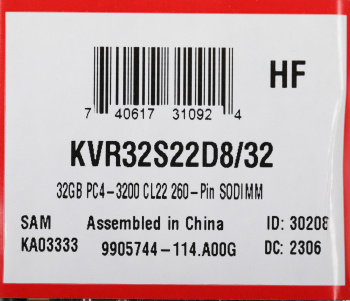 HF
7 40617 31092 4
KVR32S22D8/32
32GB PC4-3200 CL22 260-Pin SODIMM
SAM Assembled in China ID: 30208
KA03333 9905744-114.A00G DC: 2306